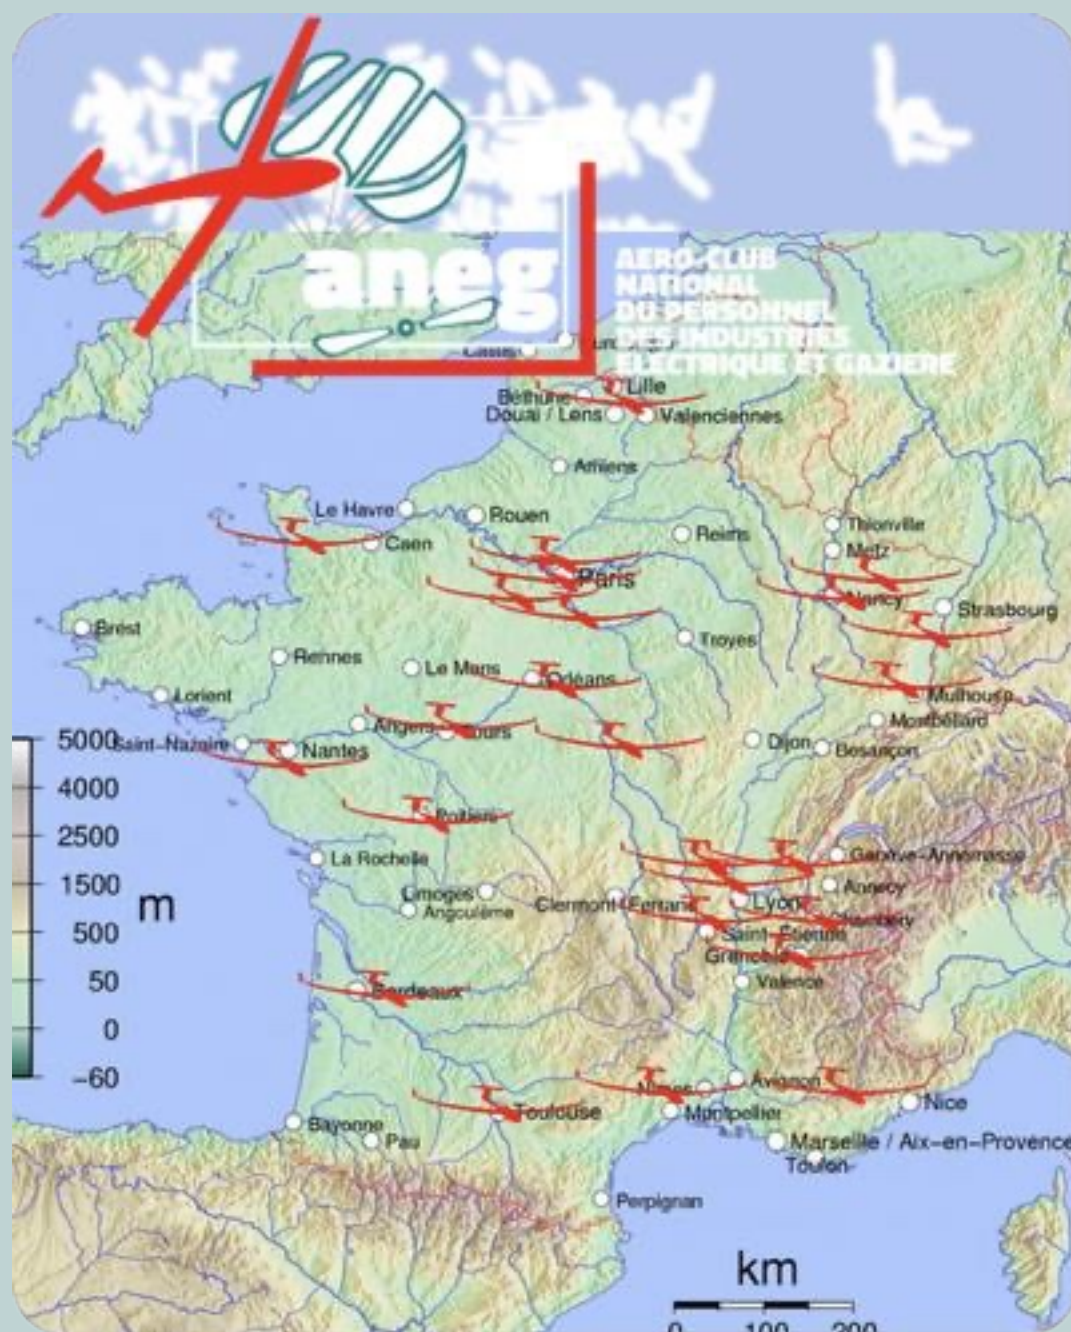 aneg
AERO-CLUB
NATIONAL
DU PERSONNEL
DES INDUSTRIES
ELECTRIQUE ET GAZIERE
Lille
Béthune
Douai / Lens
Valenciennes
Amiens
Le Havre
Rouen
Caen
Reims
Thionville
Metz
Paris
Nancy
Strasbourg
Brest
Troyes
Rennes
Le Mans
Orléans
Lorient
Mulhouse
Angers
Tours
Montbéliard
Saint-Nazaire
Nantes
Dijon
Besançon
5000
4000
2500
1500
500
50
0
−60
m
Poitiers
La Rochelle
Genève−Annemasse
Annecy
Limoges
Angoulème
Clermont−Ferrand
Lyon
Chambéry
Saint−Etienne
Grenoble
Valence
Bordeaux
Nîmes
Avignon
Toulouse
Montpellier
Nice
Bayonne
Pau
Marseille / Aix−en−Provence
Toulon
Perpignan
km
0 100 200